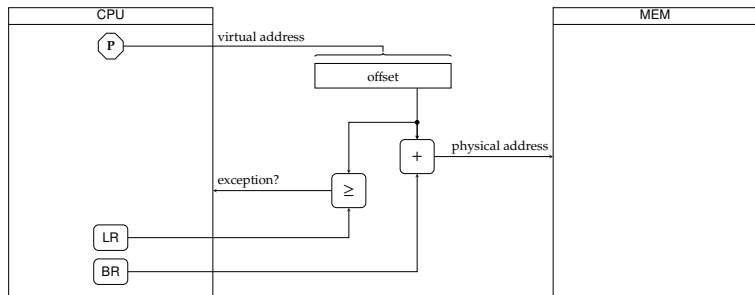 CPU
MEM
P
virtual address
offset
+
physical address
exception?
≥
LR
BR